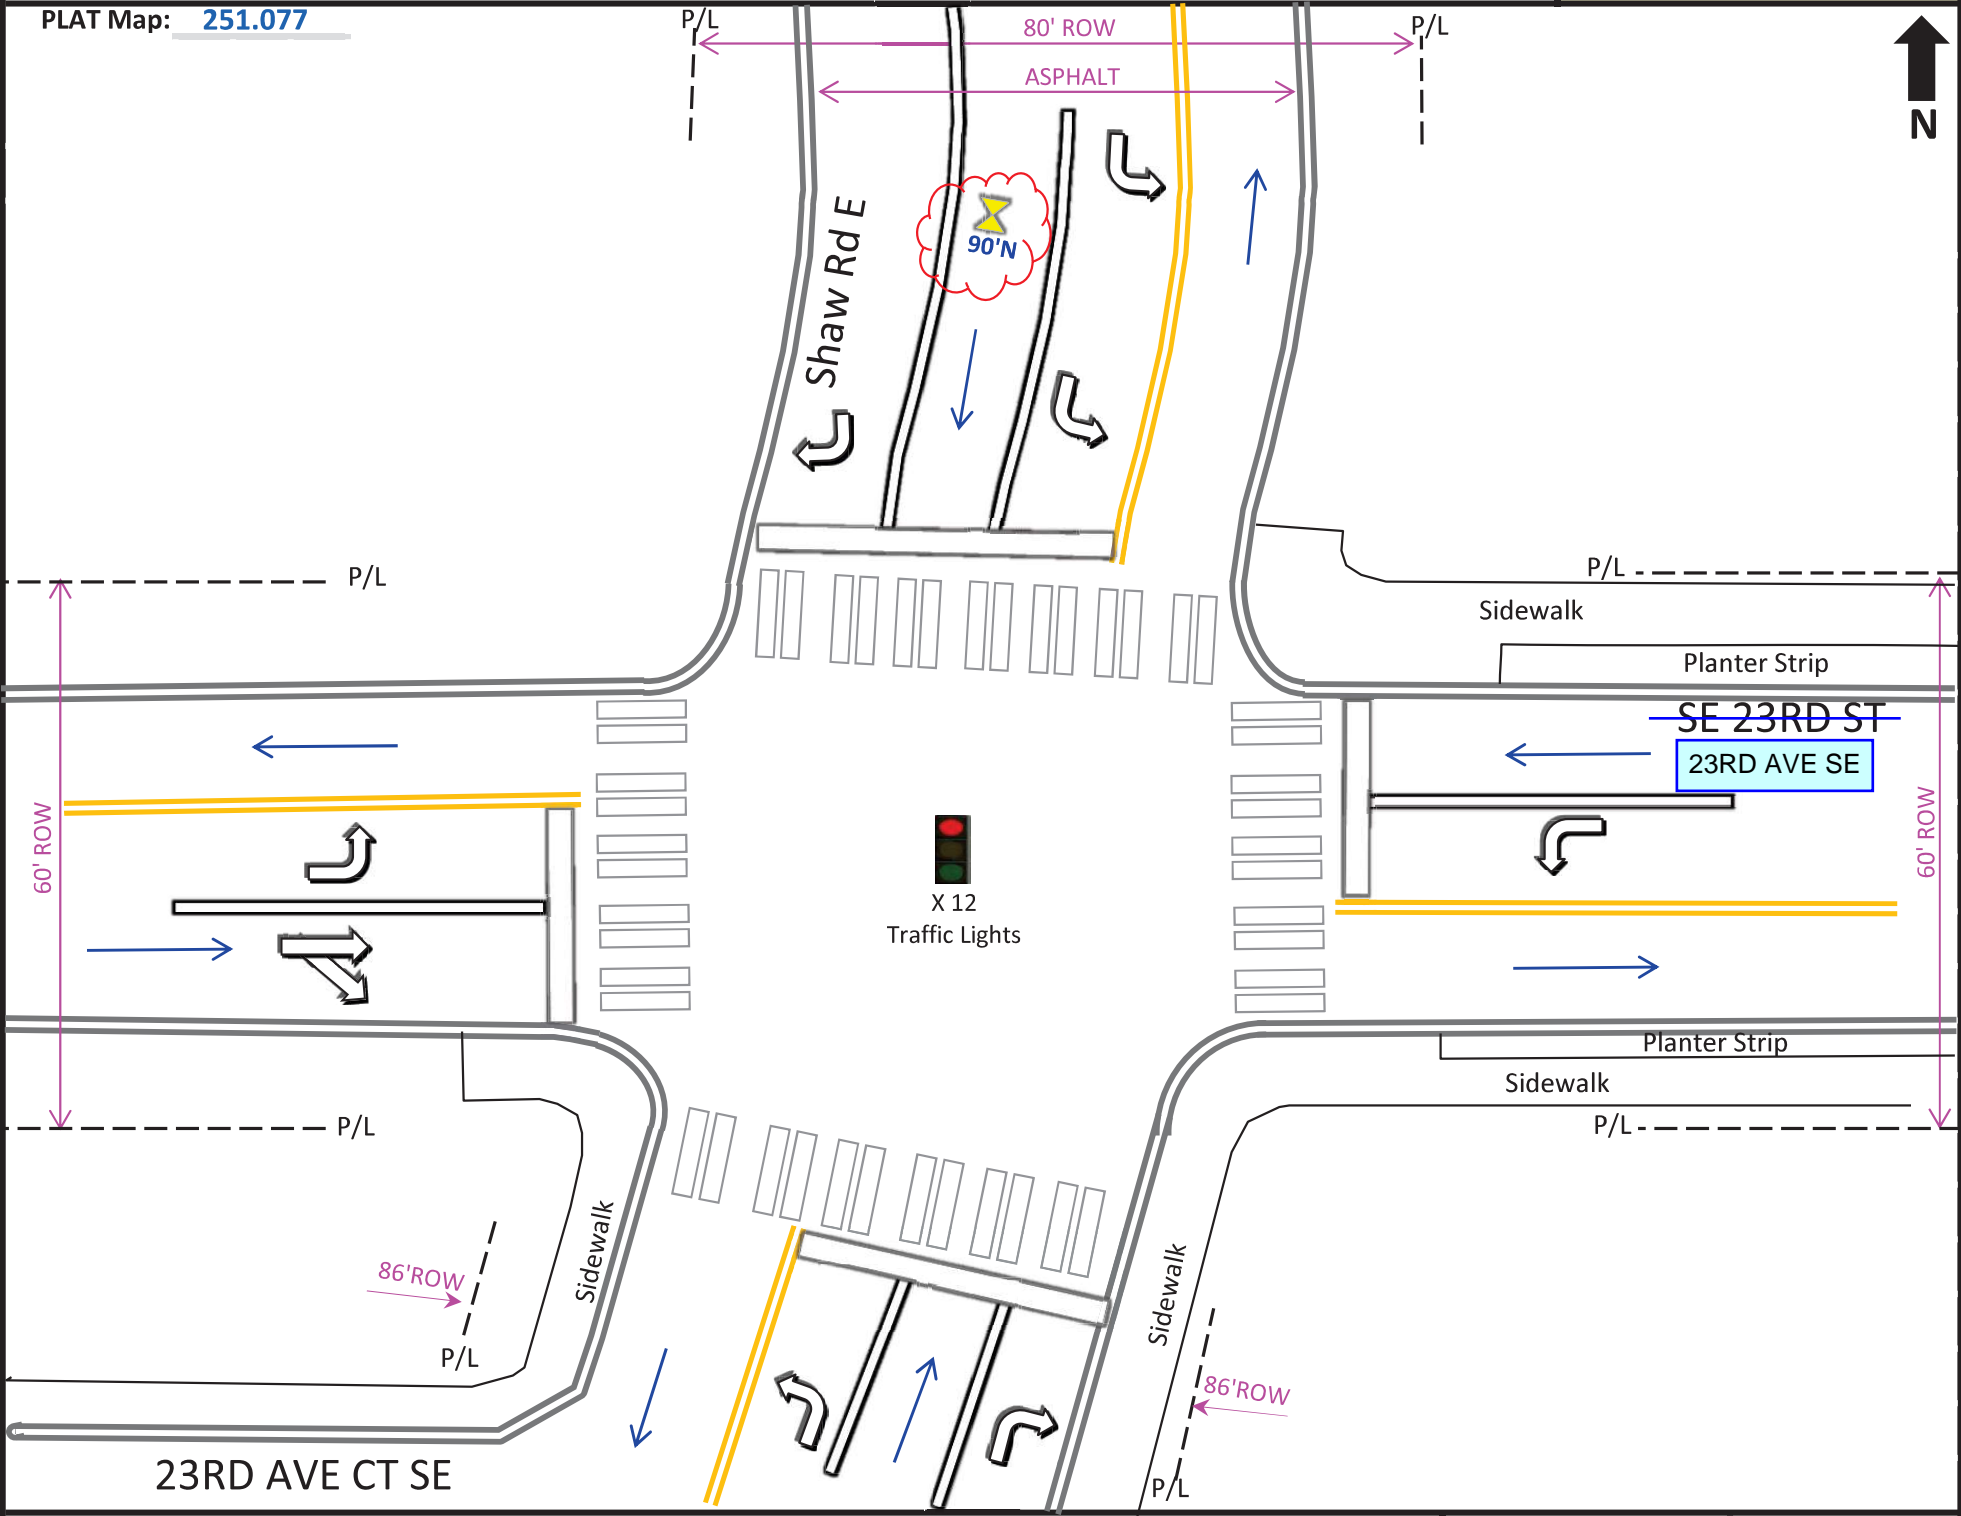 PLAT Map: 251.077
P/L
80' ROW
P/L
ASPHALT
N
Shaw Rd E
90'N
P/L
P/L
Sidewalk
Planter Strip
SE 23RD ST
23RD AVE SE
60' ROW
60' ROW
X 12
Traffic Lights
Planter Strip
Sidewalk
P/L
P/L
Sidewalk
Sidewalk
86'ROW
P/L
86'ROW
P/L
23RD AVE CT SE